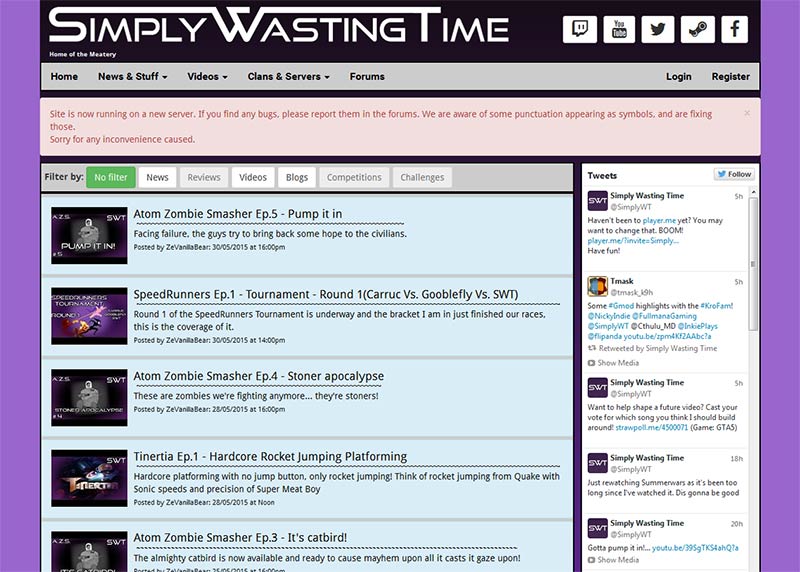 SIMPLYWASTINGTIME
Home of the Meatery
You Tube
Home News & Stuff Videos Clans & Servers Forums Login Register
Site is now running on a new server. If you find any bugs, please report them in the forums. We are aware of some punctuation appearing as symbols, and are fixing
those.
Sorry for any inconvenience caused.
×
Filter by: No filter News Reviews Videos Blogs Competitions Challenges
A.Z.S. SWT
PUMP IT IN!
#5
Atom Zombie Smasher Ep.5 - Pump it in
Facing failure, the guys try to bring back some hope to the civilians.
Posted by ZeVanillaBear: 30/05/2015 at 16:00pm
SPEEDRUNNERS
TOURNAMENT
ROUND 1
SWT
SpeedRunners Ep.1 - Tournament - Round 1(Carruc Vs. Gooblefly Vs. SWT)
Round 1 of the SpeedRunners Tournament is underway and the bracket I am in just finished our races,
this is the coverage of it.
Posted by ZeVanillaBear: 30/05/2015 at 14:00pm
A.Z.S. SWT
STONER APOCALYPSE
#4
Atom Zombie Smasher Ep.4 - Stoner apocalypse
These are zombies we're fighting anymore... they're stoners!
Posted by ZeVanillaBear: 28/05/2015 at 16:00pm
SWT
TINERTIA
Tinertia Ep.1 - Hardcore Rocket Jumping Platforming
Hardcore platforming with no jump button, only rocket jumping! Think of rocket jumping from Quake with
Sonic speeds and precision of Super Meat Boy
Posted by ZeVanillaBear: 28/05/2015 at Noon
A.Z.S. SWT
IT'S CATBIRD!
Atom Zombie Smasher Ep.3 - It's catbird!
The almighty catbird is now available and ready to cause mayhem upon all it casts it gaze upon!
Posted by ZeVanillaBear: 25/05/2015 at 16:00pm
Tweets Follow
SWT
Simply Wasting Time 5h
@SimplyWT
Haven't been to player.me yet? You may
want to change that. BOOM!
player.me/?invite=Simply...
Have fun!
Tmask 5h
@tmask_k9h
Some #Gmod highlights with the #KroFam!
@NickyIndie @FullmanaGaming
@SimplyWT @Cthulu_MD @InkiePlays
@flipanda youtu.be/zpm4Kf2AAbc?a
Retweeted by Simply Wasting Time
Show Media
SWT
Simply Wasting Time 5h
@SimplyWT
Want to help shape a future video? Cast your
vote for which song you think I should build
around! strawpoll.me/4500071 (Game: GTA5)
SWT
Simply Wasting Time 18h
@SimplyWT
Just rewatching Summerwars as it's been too
long since I've watched it. Dis gonna be good
SWT
Simply Wasting Time 20h
@SimplyWT
Gotta pump it in!... youtu.be/39SgTKS4ahQ?a
Show Media